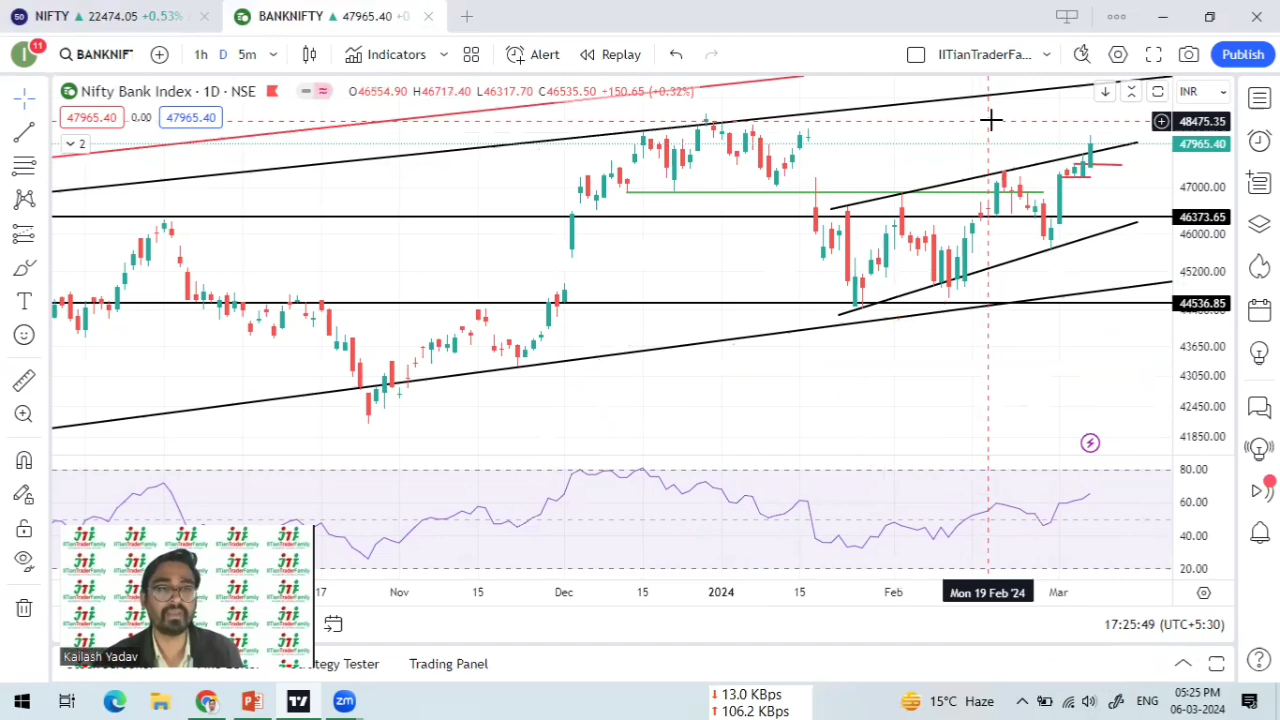 50 NIFTY ▲ 22474.05 +0.53%
BANKNIFTY ▲ 47965.40 +0
11
BANKNIF
1h D 5m
Indicators
Alert
Replay
IITianTraderFa...
Publish
Nifty Bank Index · 1D · NSE
O46554.90 H46717.40 L46317.70 C46535.50 +150.65 (+0.32%)
INR
47965.40 0.00 47965.40
2
48475.35
47965.40
47000.00
46373.65
46000.00
45200.00
44536.85
43650.00
43050.00
42450.00
41850.00
80.00
60.00
40.00
20.00
17 Nov 15 Dec 15 2024 15 Feb Mon 19 Feb '24 Mar
17:25:49 (UTC+5:30)
IITianTraderFamily
Kailash Yadav
Trading Panel
↓ 13.0 KBps
↑ 106.2 KBps
zm
15°C Haze
ENG
05:25 PM
06-03-2024